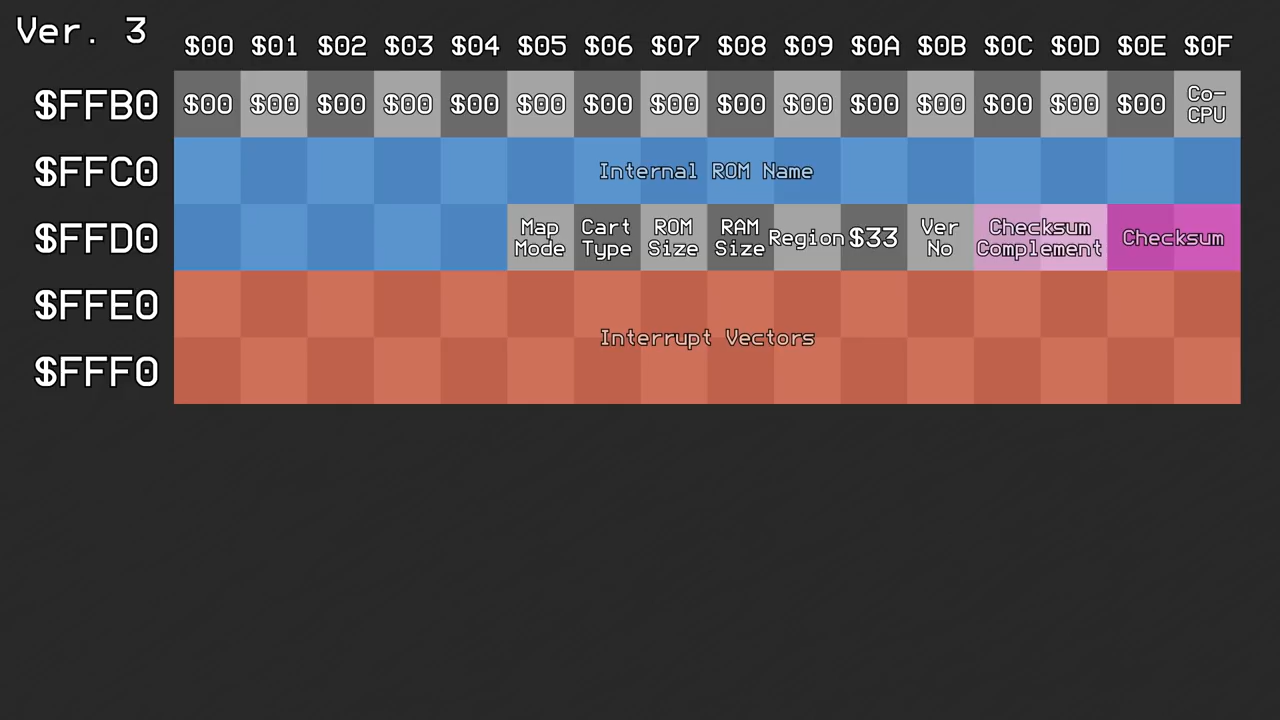 Ver. 3
$00 $01 $02 $03 $04 $05 $06 $07 $08 $09 $0A $0B $0C $0D $0E $0F
$FFB0 $00 $00 $00 $00 $00 $00 $00 $00 $00 $00 $00 $00 $00 $00 $00 Co-
CPU
$FFC0 Internal ROM Name
$FFD0 Map Cart ROM RAM Region $33 Ver Checksum Checksum
Mode Type Size Size No Complement
$FFE0
Interrupt Vectors
$FFF0